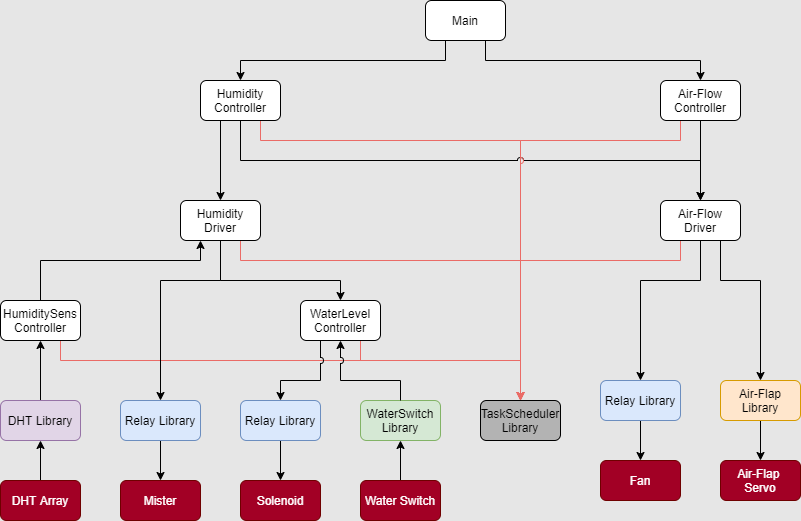 Main
Humidity
Controller
Air-Flow
Controller
Humidity
Driver
Air-Flow
Driver
HumiditySens
Controller
WaterLevel
Controller
DHT Library
Relay Library
Relay Library
WaterSwitch
Library
TaskScheduler
Library
Relay Library
Air-Flap
Library
DHT Array
Mister
Solenoid
Water Switch
Fan
Air-Flap
Servo